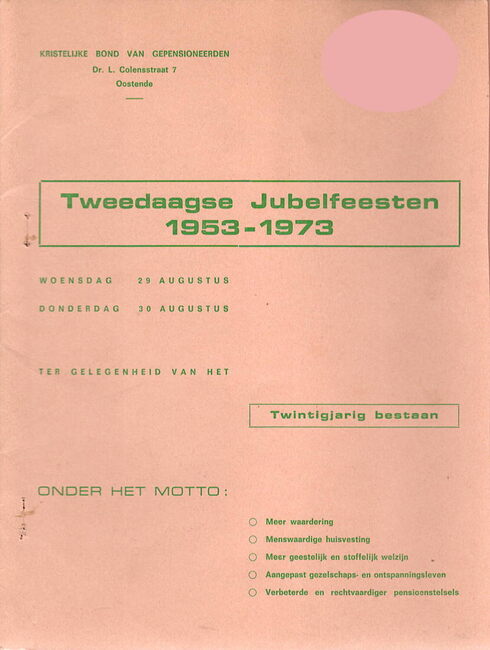 KRISTELIJKE BOND VAN GEPENSIONEERDEN
Dr. L. Colensstraat 7
Oostende
Tweedaagse Jubelfeesten
1953-1973
WOENSDAG 29 AUGUSTUS
DONDERDAG 30 AUGUSTUS
TER GELEGENHEID VAN HET
Twintigjarig bestaan
ONDER HET MOTTO:
Meer waardering
Menswaardige huisvesting
Meer geestelijk en stoffelijk welzijn
Aangepast gezelschaps- en ontspanningsleven
Verbeterde en rechtvaardiger pensioenstelsels